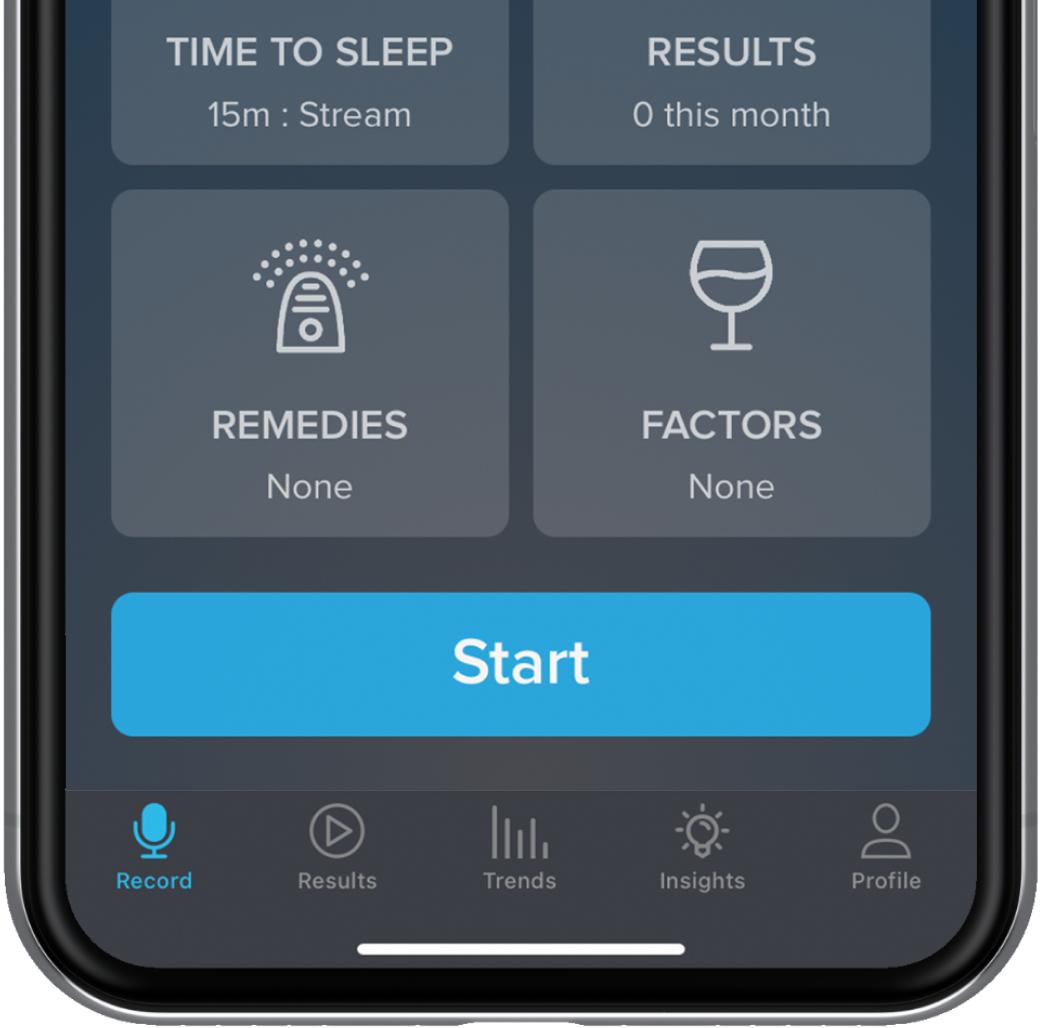 TIME TO SLEEP
15m : Stream
RESULTS
0 this month
REMEDIES
None
FACTORS
None
Start
Record
Results
Trends
Insights
Profile